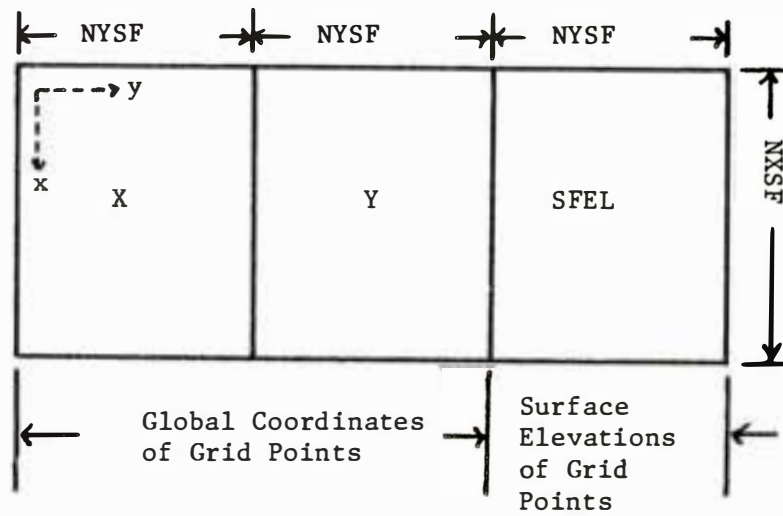 NYSF NYSF NYSF
y
x
X Y SFEL
NXSF
Global Coordinates
of Grid Points
Surface
Elevations
of Grid
Points